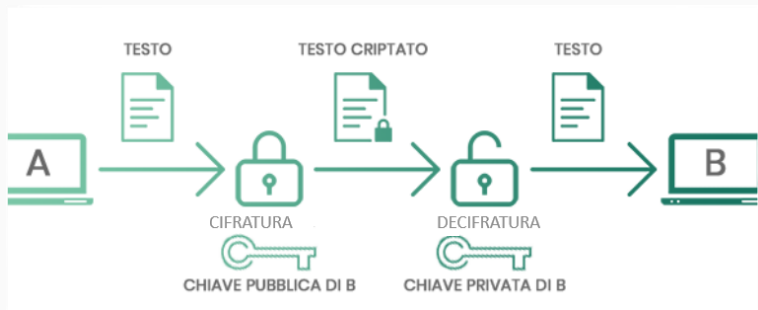 TESTO
TESTO CRIPTATO
TESTO
A
B
CIFRATURA
DECIFRATURA
CHIAVE PUBBLICA DI B
CHIAVE PRIVATA DI B